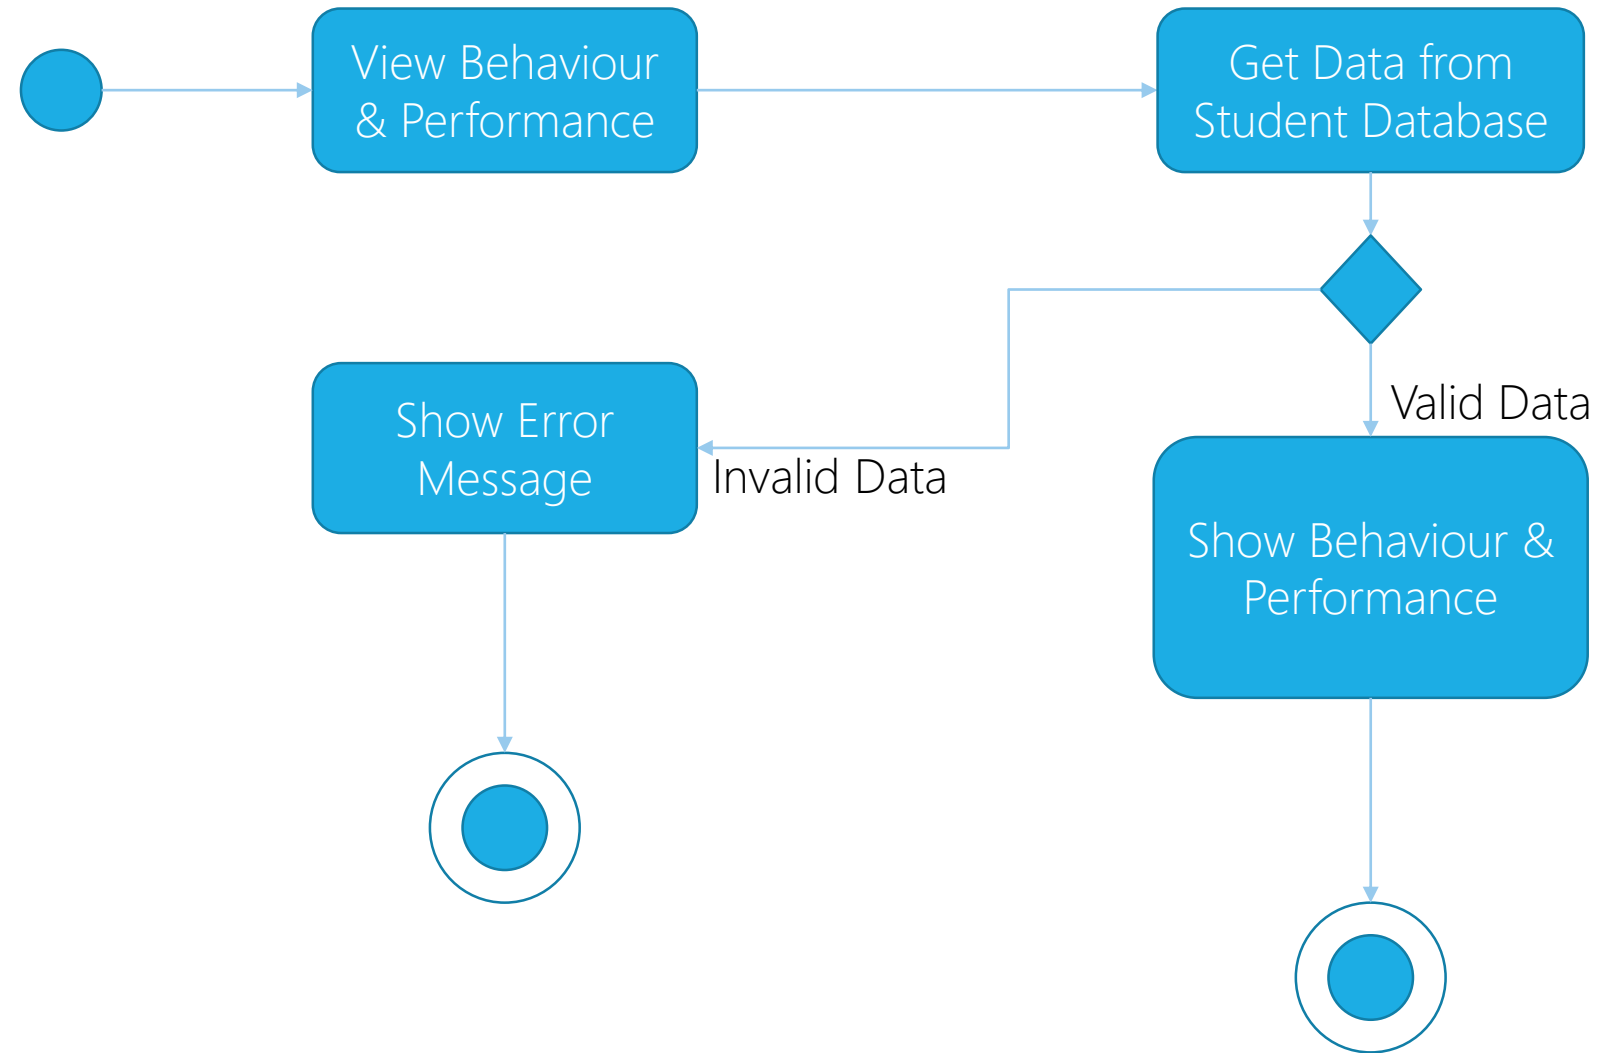 View Behaviour
& Performance
Get Data from
Student Database
Valid Data
Show Error
Message
Invalid Data
Show Behaviour &
Performance